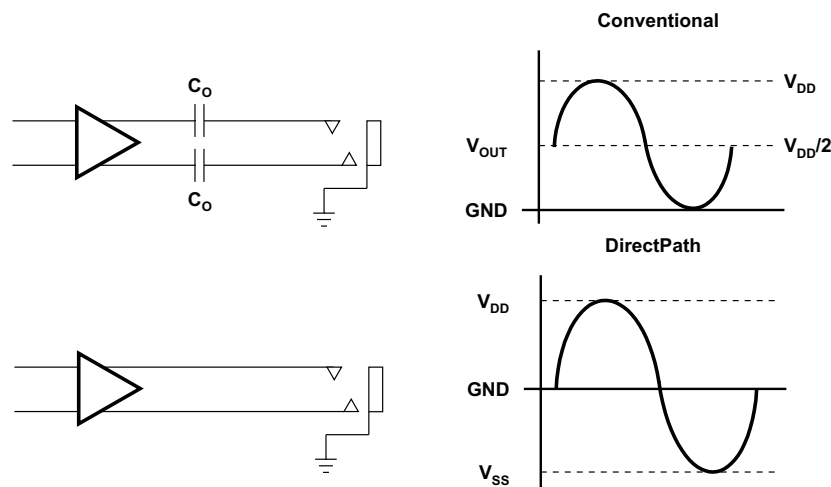 Conventional
C_O
V_DD
V_OUT
V_DD/2
C_O
GND
DirectPath
V_DD
GND
V_SS